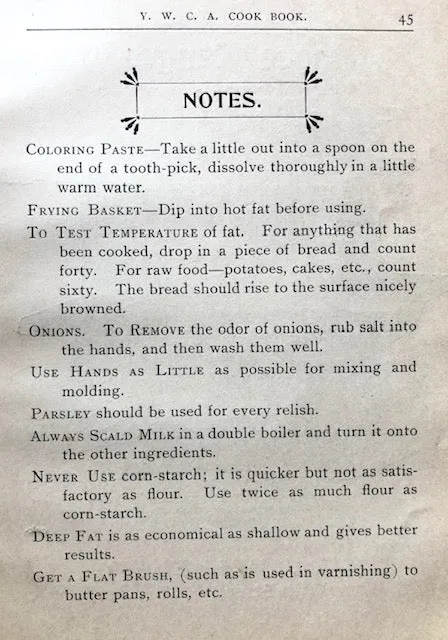 Y. W. C. A. COOK BOOK. 45
NOTES.
COLORING PASTE—Take a little out into a spoon on the
end of a tooth-pick, dissolve thoroughly in a little
warm water.
FRYING BASKET—Dip into hot fat before using.
TO TEST TEMPERATURE of fat. For anything that has
been cooked, drop in a piece of bread and count
forty. For raw food—potatoes, cakes, etc., count
sixty. The bread should rise to the surface nicely
browned.
ONIONS. TO REMOVE the odor of onions, rub salt into
the hands, and then wash them well.
USE HANDS AS LITTLE as possible for mixing and
molding.
PARSLEY should be used for every relish.
ALWAYS SCALD MILK in a double boiler and turn it onto
the other ingredients.
NEVER USE corn-starch; it is quicker but not as satis-
factory as flour. Use twice as much flour as
corn-starch.
DEEP FAT is as economical as shallow and gives better
results.
GET A FLAT BRUSH, (such as is used in varnishing) to
butter pans, rolls, etc.